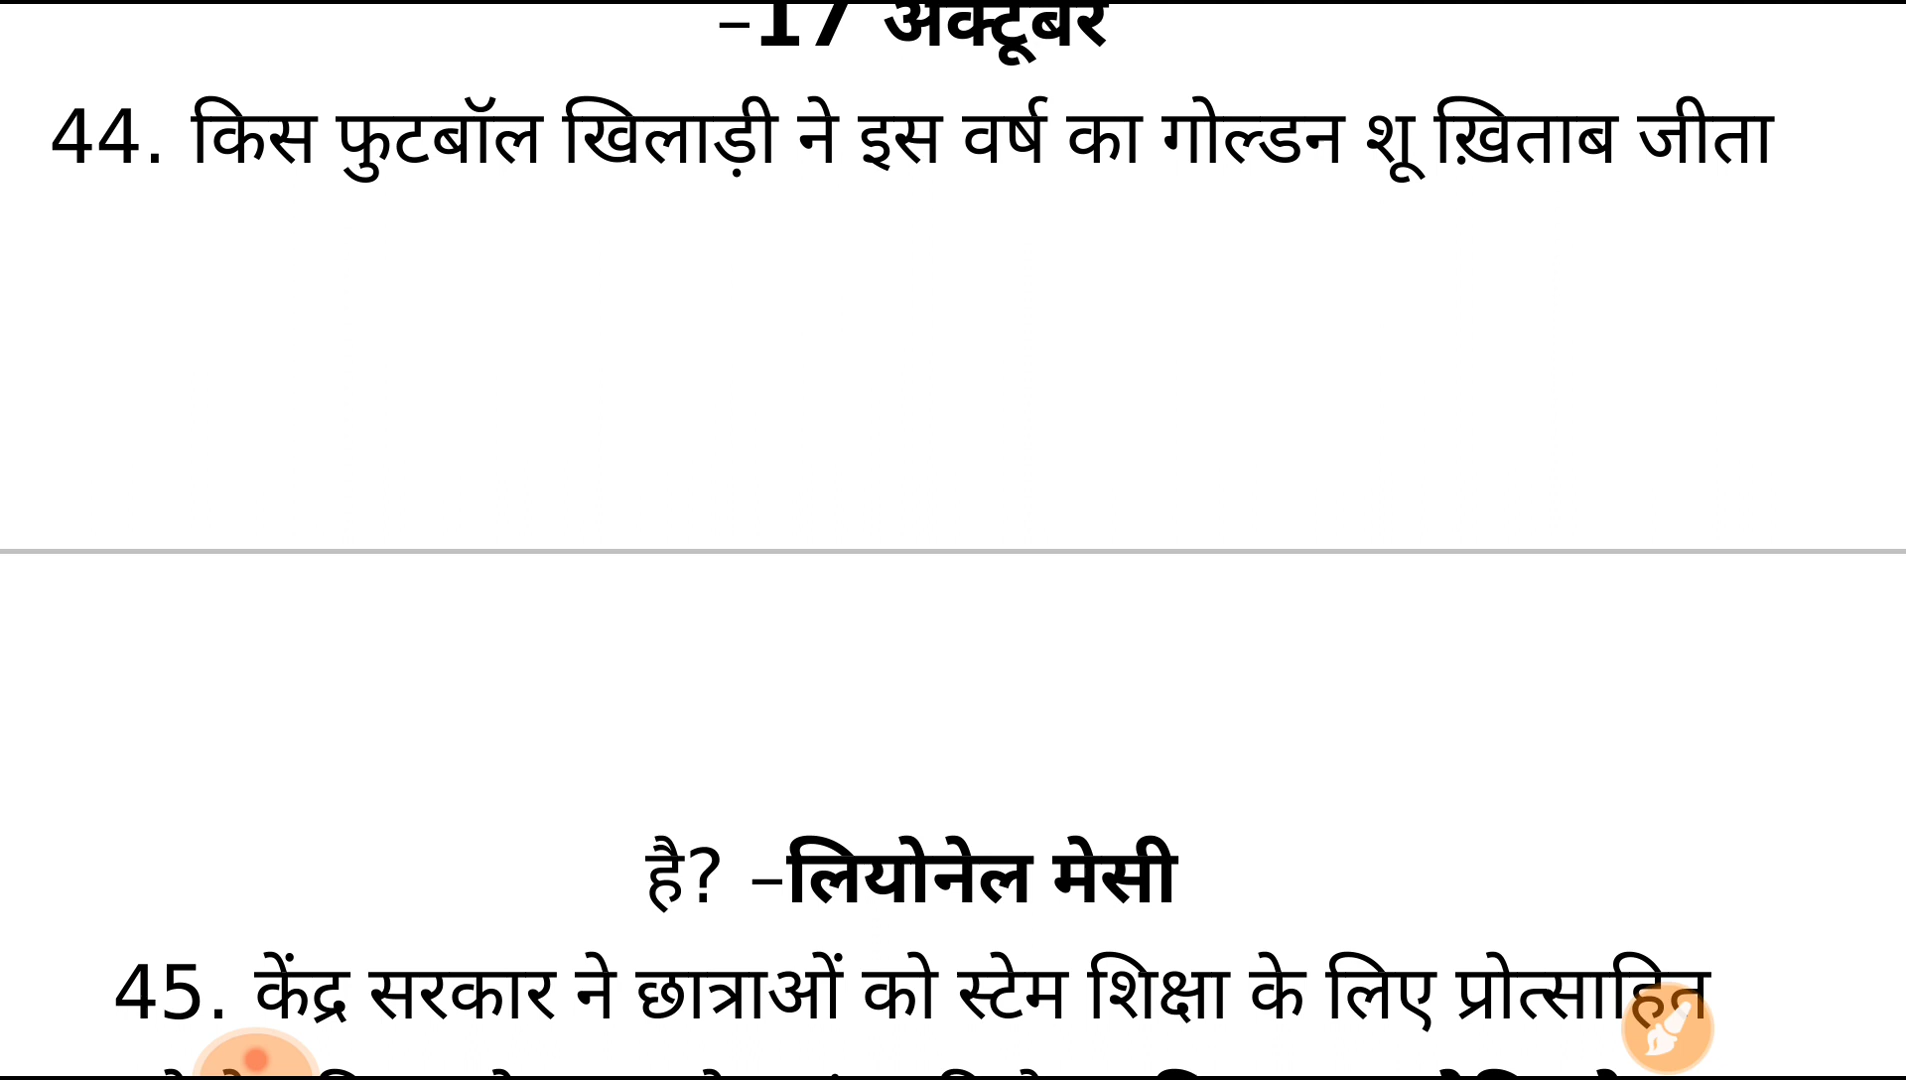 –17 अक्टूबर
44. किस फुटबॉल खिलाड़ी ने इस वर्ष का गोल्डन शू ख़िताब जीता
है? –लियोनेल मेसी
45. केंद्र सरकार ने छात्राओं को स्टेम शिक्षा के लिए प्रोत्साहित